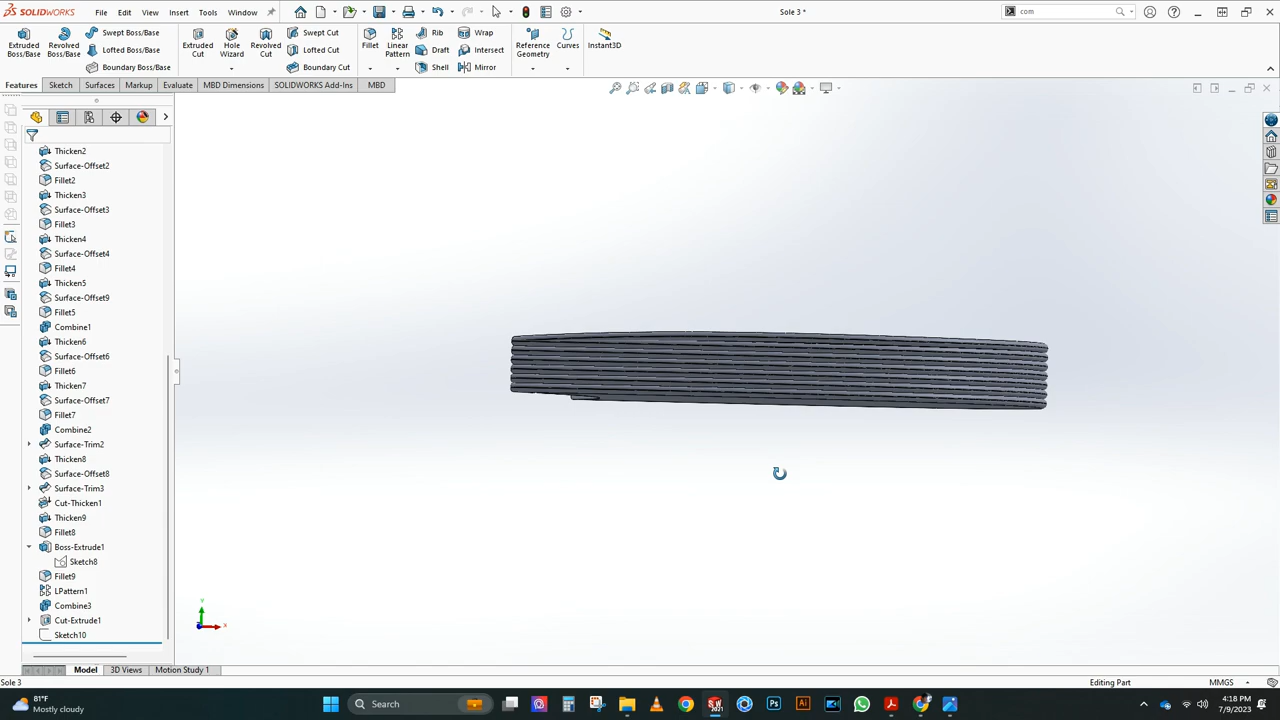 SOLIDWORKS File Edit View Insert Tools Window Sole 3 * com
Extruded Boss/Base Revolved Boss/Base Swept Boss/Base Lofted Boss/Base Boundary Boss/Base Extruded Cut Hole Wizard Revolved Cut Swept Cut Lofted Cut Boundary Cut Fillet Linear Pattern Rib Draft Shell Wrap Intersect Mirror Reference Geometry Curves Instant3D
Features Sketch Surfaces Markup Evaluate MBD Dimensions SOLIDWORKS Add-Ins MBD
Thicken2
Surface-Offset2
Fillet2
Thicken3
Surface-Offset3
Fillet3
Thicken4
Surface-Offset4
Fillet4
Thicken5
Surface-Offset9
Fillet5
Combine1
Thicken6
Surface-Offset6
Fillet6
Thicken7
Surface-Offset7
Fillet7
Combine2
Surface-Trim2
Thicken8
Surface-Offset8
Surface-Trim3
Cut-Thicken1
Thicken9
Fillet8
Boss-Extrude1
Sketch8
Fillet9
LPattern1
Combine3
Cut-Extrude1
Sketch10
Y
X
Model 3D Views Motion Study 1
Sole 3 Editing Part MMGS
81°F
Mostly cloudy
Search
4:18 PM
7/9/2023